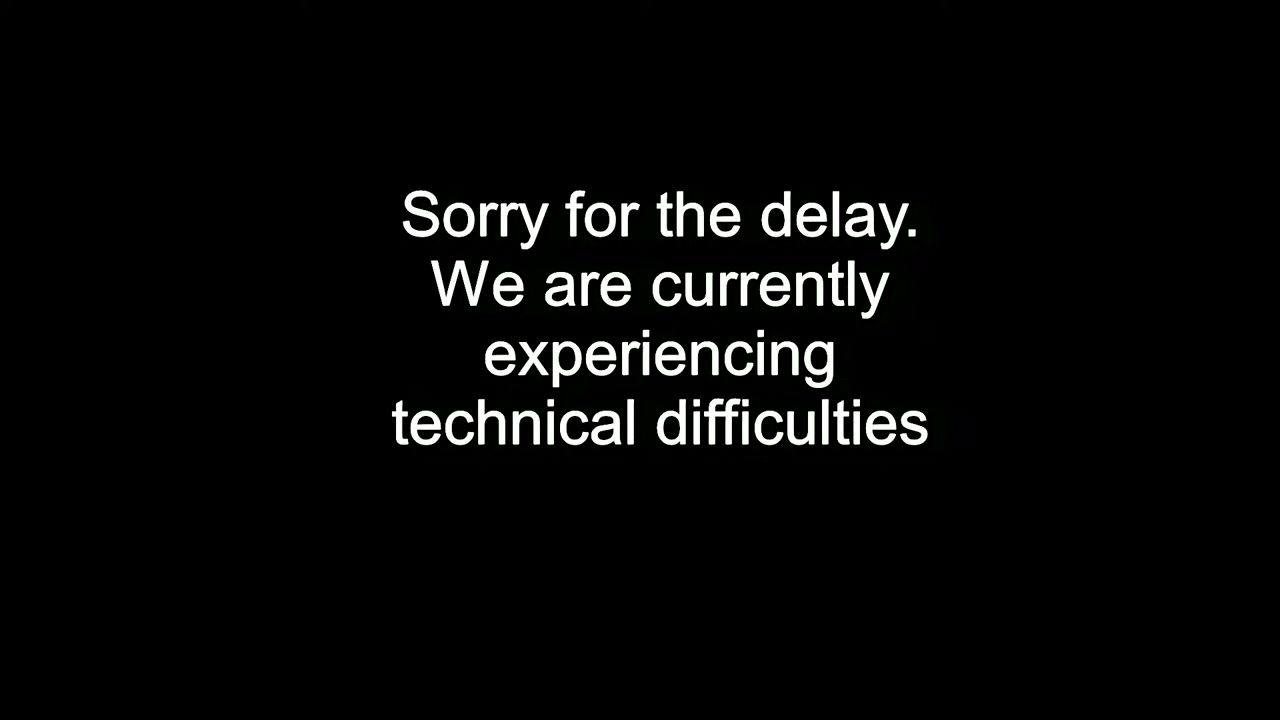 Sorry for the delay.
We are currently
experiencing
technical difficulties